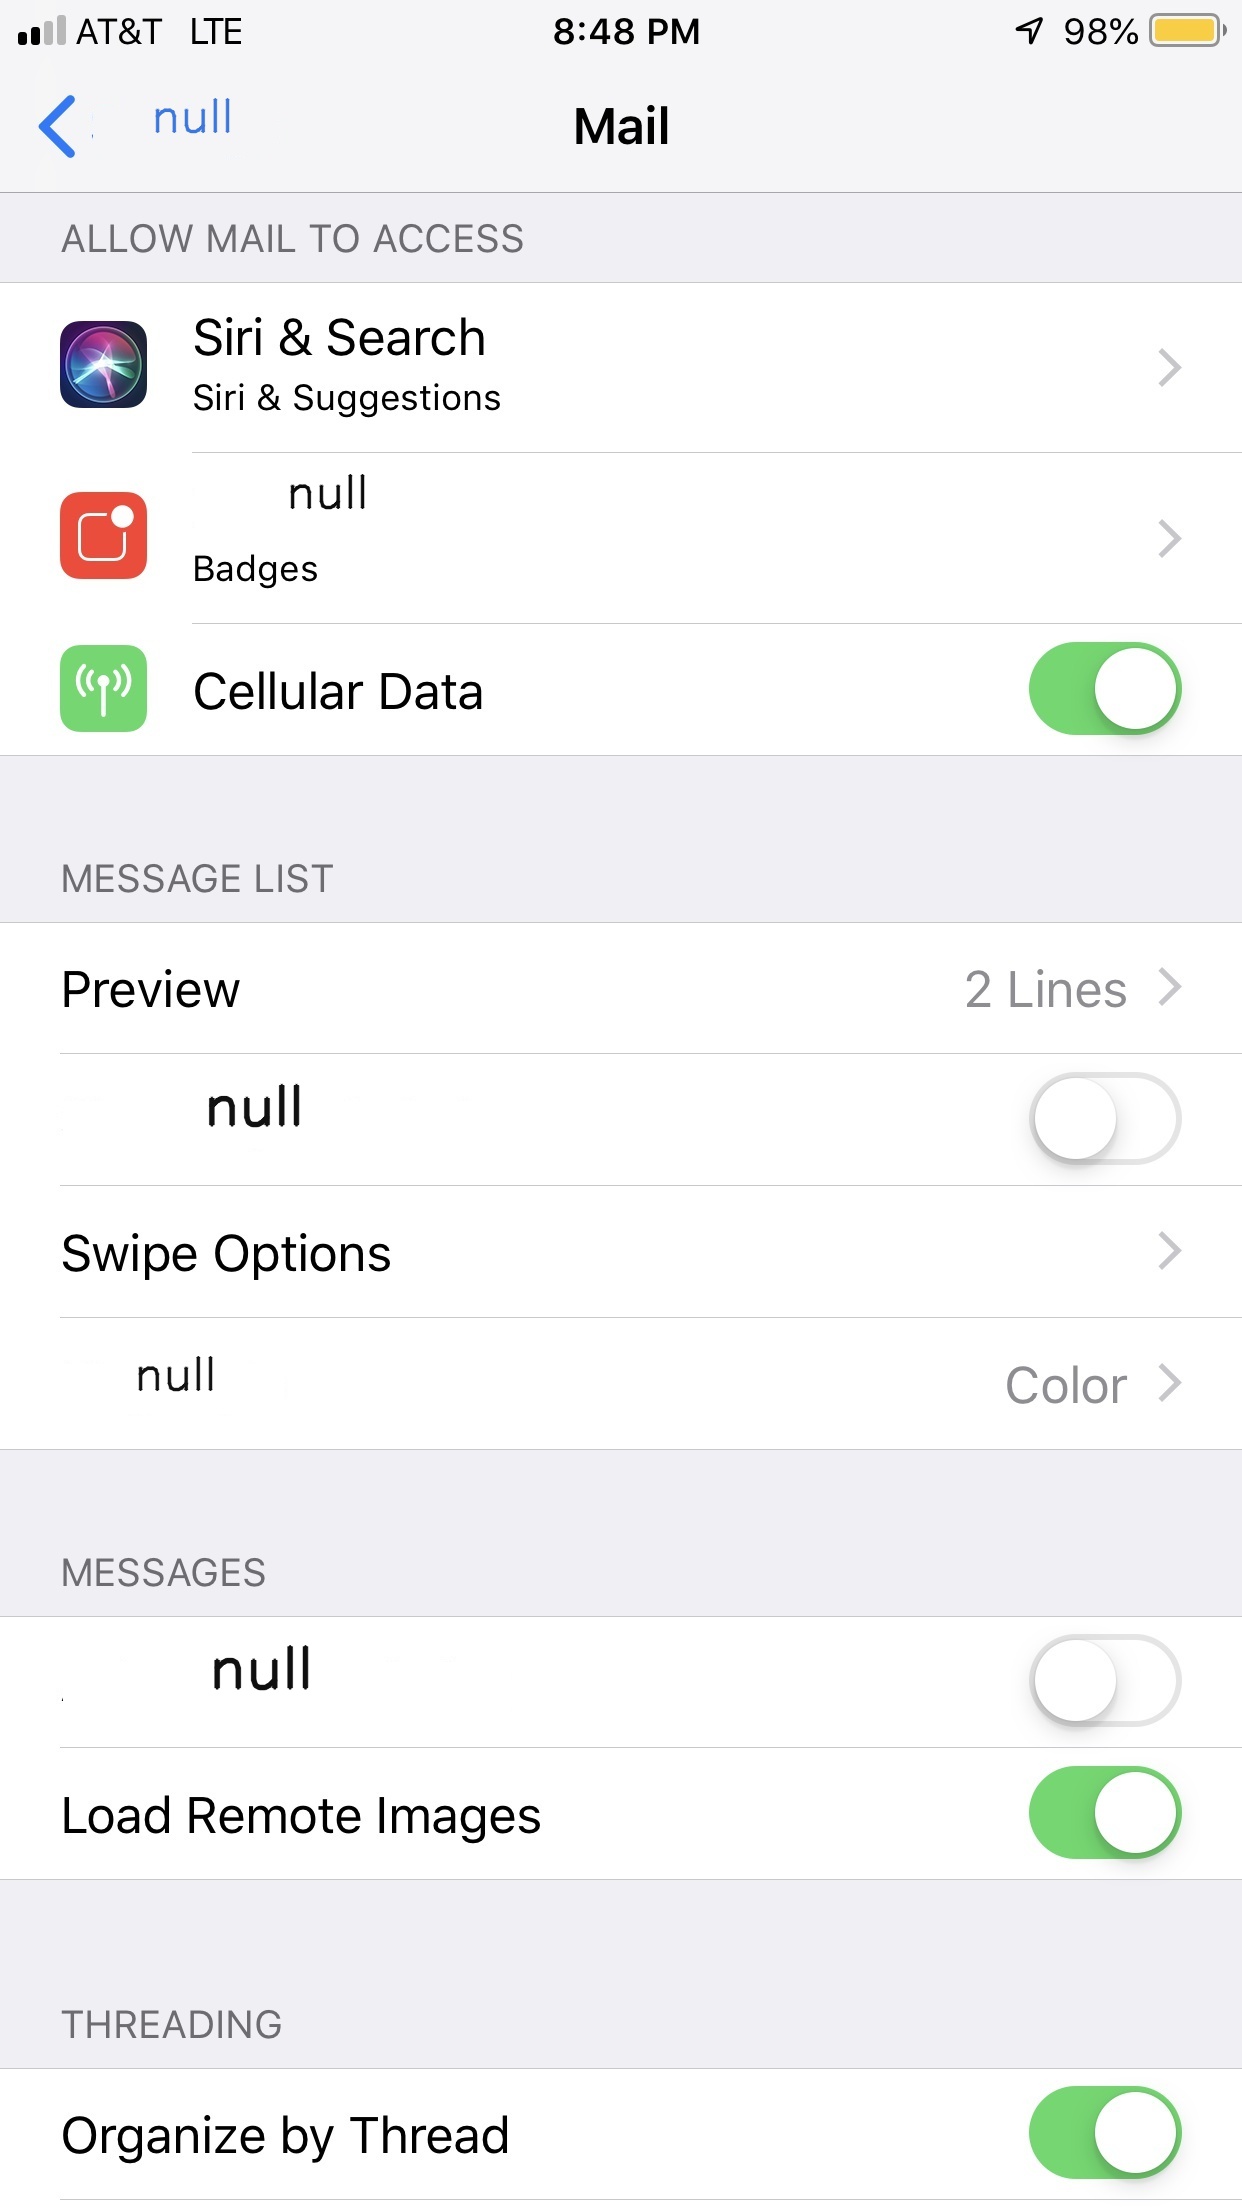 AT&T LTE 8:48 PM 98%
null Mail
ALLOW MAIL TO ACCESS
Siri & Search
Siri & Suggestions
null
Badges
Cellular Data
MESSAGE LIST
Preview 2 Lines
null
Swipe Options
null Color
MESSAGES
null
Load Remote Images
THREADING
Organize by Thread